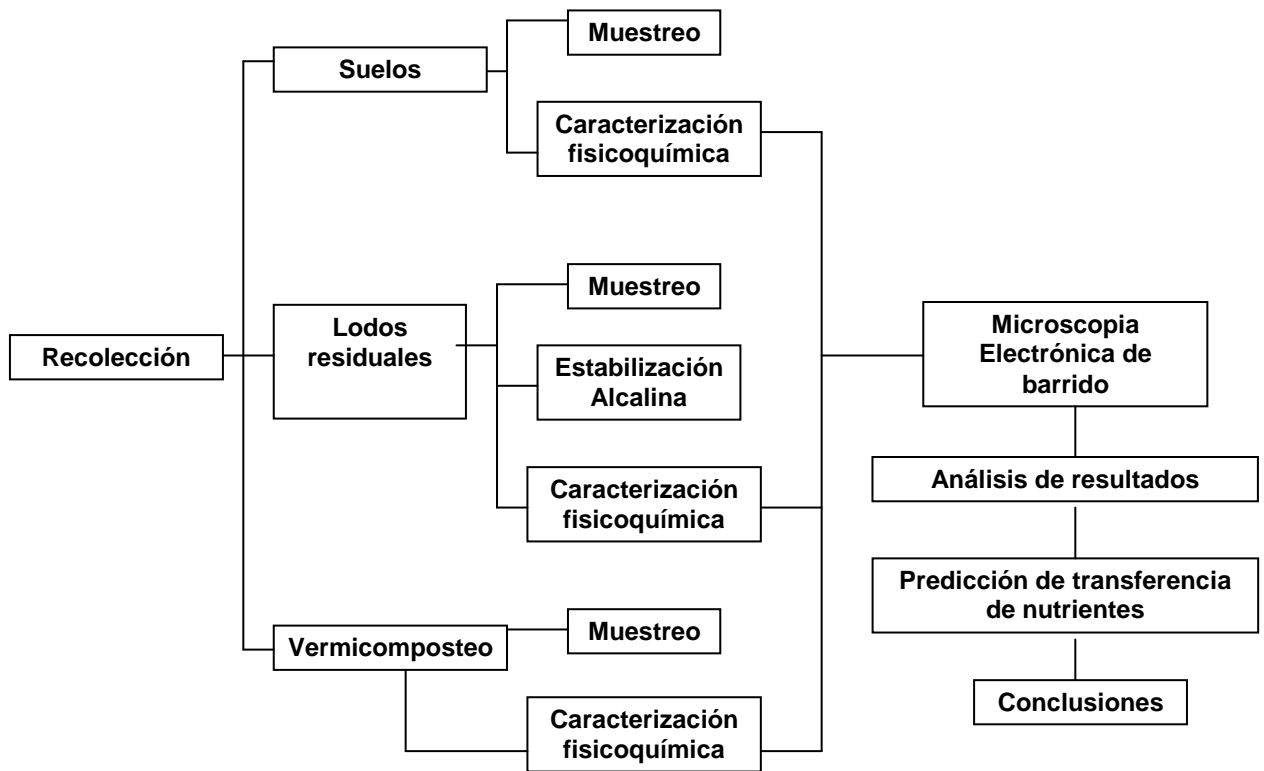 Recolección
Suelos
Muestreo
Caracterización
fisicoquímica
Lodos
residuales
Muestreo
Estabilización
Alcalina
Caracterización
fisicoquímica
Vermicomposteo
Muestreo
Caracterización
fisicoquímica
Microscopia
Electrónica de
barrido
Análisis de resultados
Predicción de transferencia
de nutrientes
Conclusiones